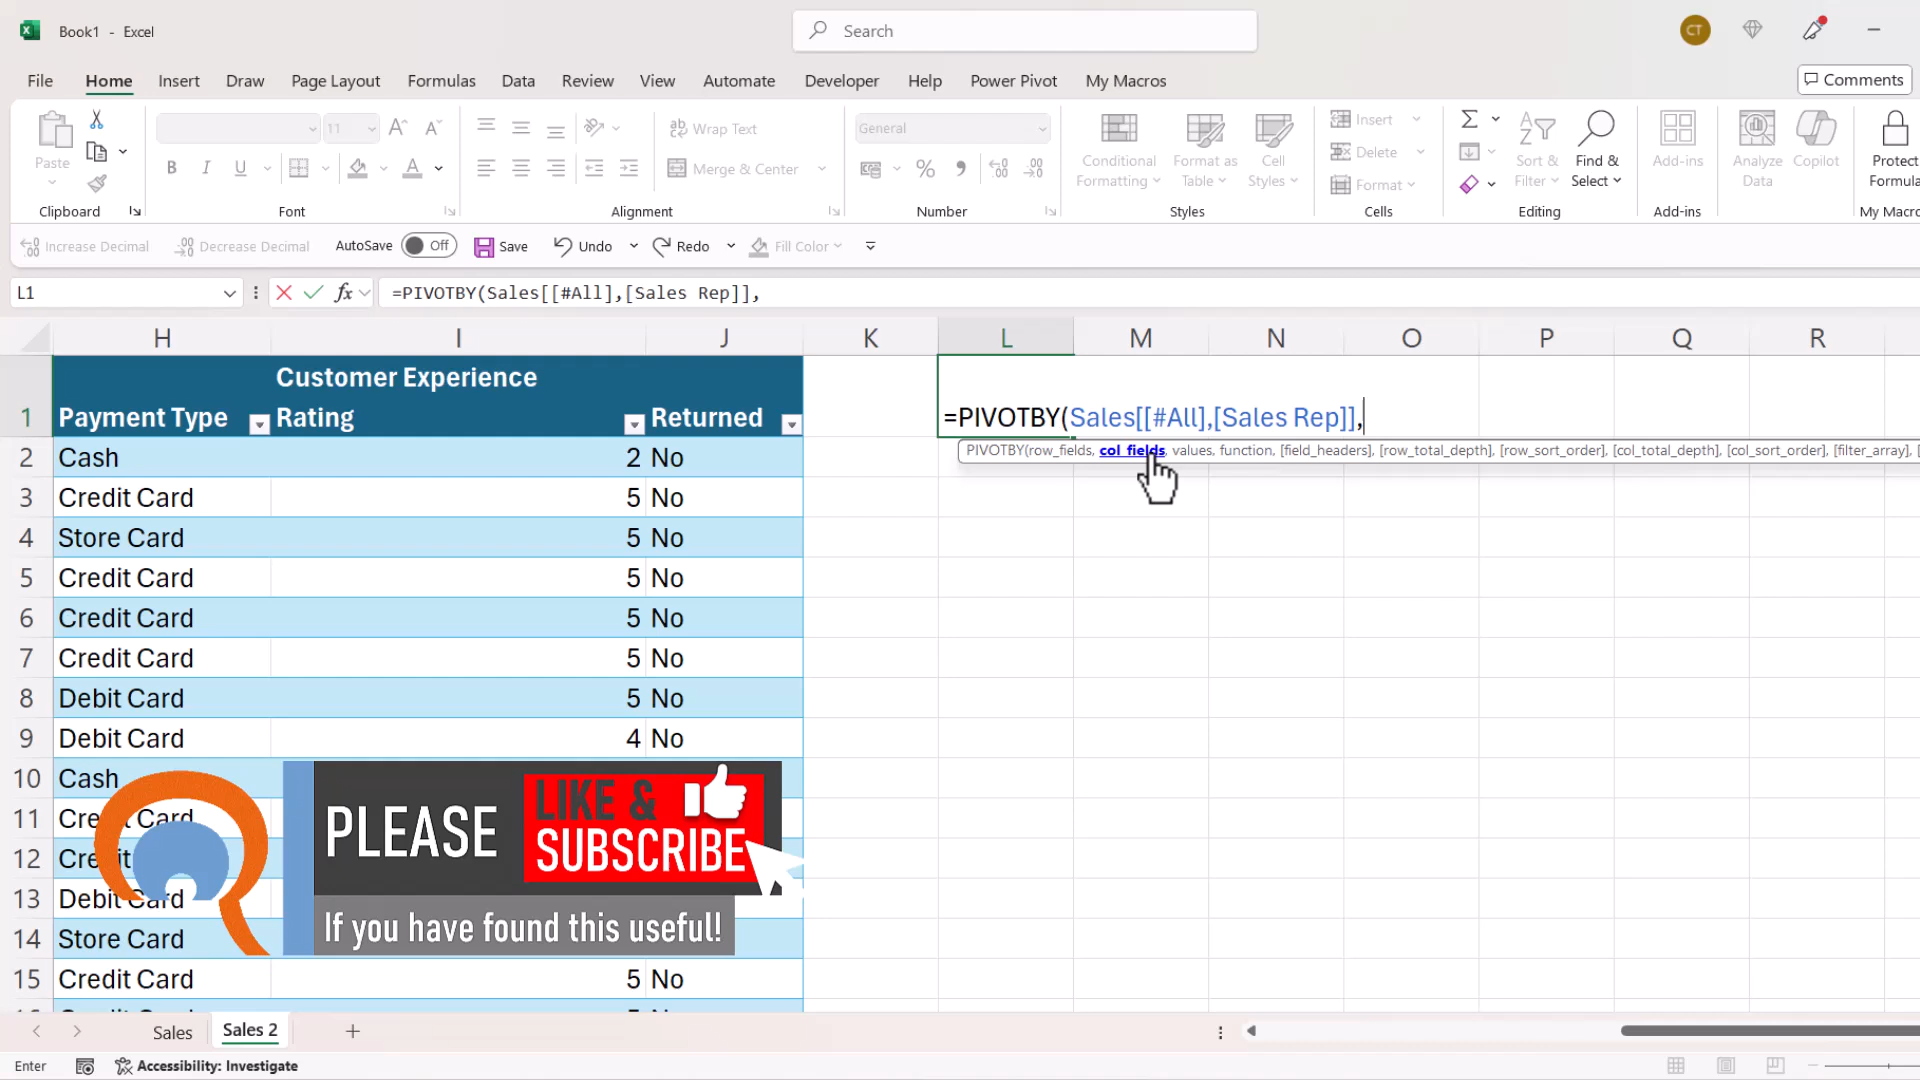 Book1 - Excel
Search
CT
File Home Insert Draw Page Layout Formulas Data Review View Automate Developer Help Power Pivot My Macros
Comments
Paste
11
Wrap Text
Merge & Center
General
Conditional Formatting
Format as Table
Cell Styles
Insert
Delete
Format
Sort & Filter
Find & Select
Add-ins
Analyze Data
Copilot
Protect Formula
Clipboard Font Alignment Number Styles Cells Editing Add-ins My Macro
Increase Decimal Decrease Decimal AutoSave Off Save Undo Redo Fill Color
L1 fx =PIVOTBY(Sales[[#All],[Sales Rep]],
H I J K L M N O P Q R
1 Payment Type Customer Experience Rating Returned
=PIVOTBY(Sales[[#All],[Sales Rep]],
PIVOTBY(row_fields, col_fields, values, function, [field_headers], [row_total_depth], [row_sort_order], [col_total_depth], [col_sort_order], [filter_array], [
2 Cash 2 No
3 Credit Card 5 No
4 Store Card 5 No
5 Credit Card 5 No
6 Credit Card 5 No
7 Credit Card 5 No
8 Debit Card 5 No
9 Debit Card 4 No
10 Cash
11
12
13 Debit Card
14 Store Card
15 Credit Card 5 No
PLEASE
LIKE &
SUBSCRIBE
If you have found this useful!
Sales Sales 2
Enter Accessibility: Investigate